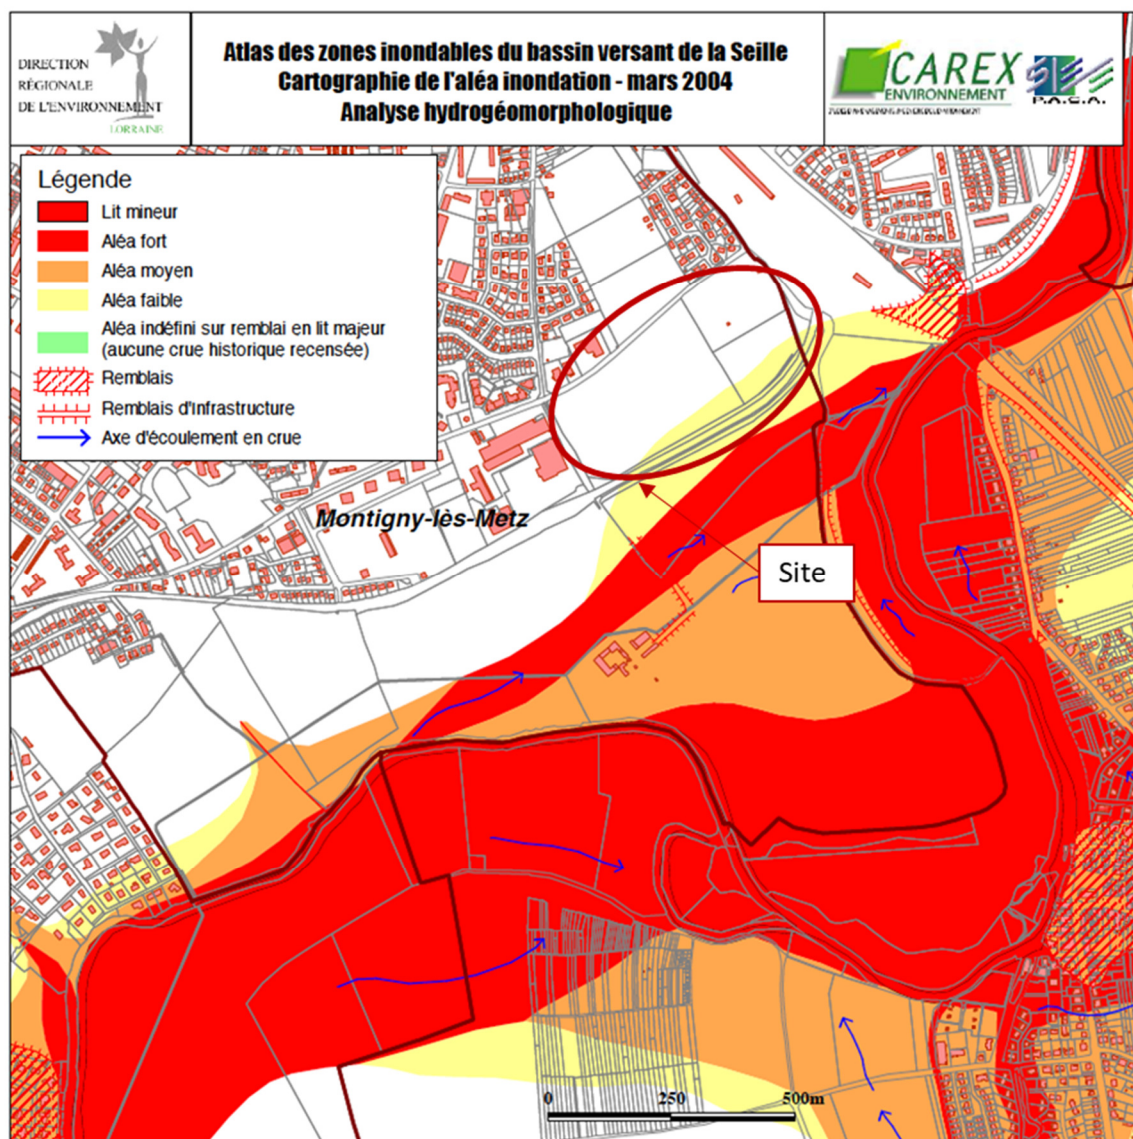 DIRECTION
RÉGIONALE
DE L'ENVIRONNEMENT
LORRAINE
Atlas des zones inondables du bassin versant de la Seille
Cartographie de l'aléa inondation - mars 2004
Analyse hydrogéomorphologique
CAREX
ENVIRONNEMENT
Légende
Lit mineur
Aléa fort
Aléa moyen
Aléa faible
Aléa indéfini sur remblai en lit majeur
(aucune crue historique recensée)
Remblais
Remblais d'infrastructure
Axe d'écoulement en crue
Montigny-lès-Metz
Site
0 250 500m